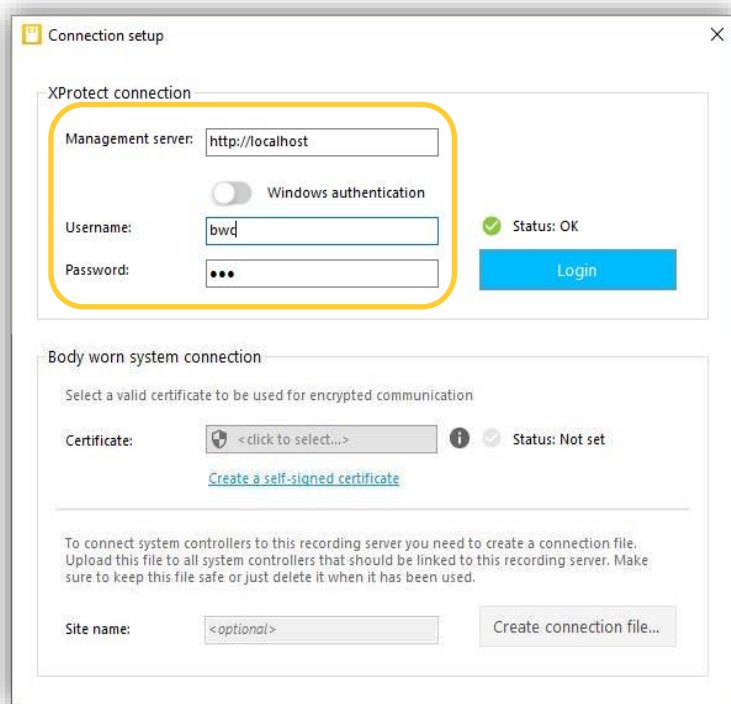 Connection setup
XProtect connection
Management server: http://localhost
Windows authentication
Username: bwc
Status: OK
Password: •••
Login
Body worn system connection
Select a valid certificate to be used for encrypted communication
Certificate: <click to select...> Status: Not set
Create a self-signed certificate
To connect system controllers to this recording server you need to create a connection file.
Upload this file to all system controllers that should be linked to this recording server. Make
sure to keep this file safe or just delete it when it has been used.
Site name: <optional> Create connection file...